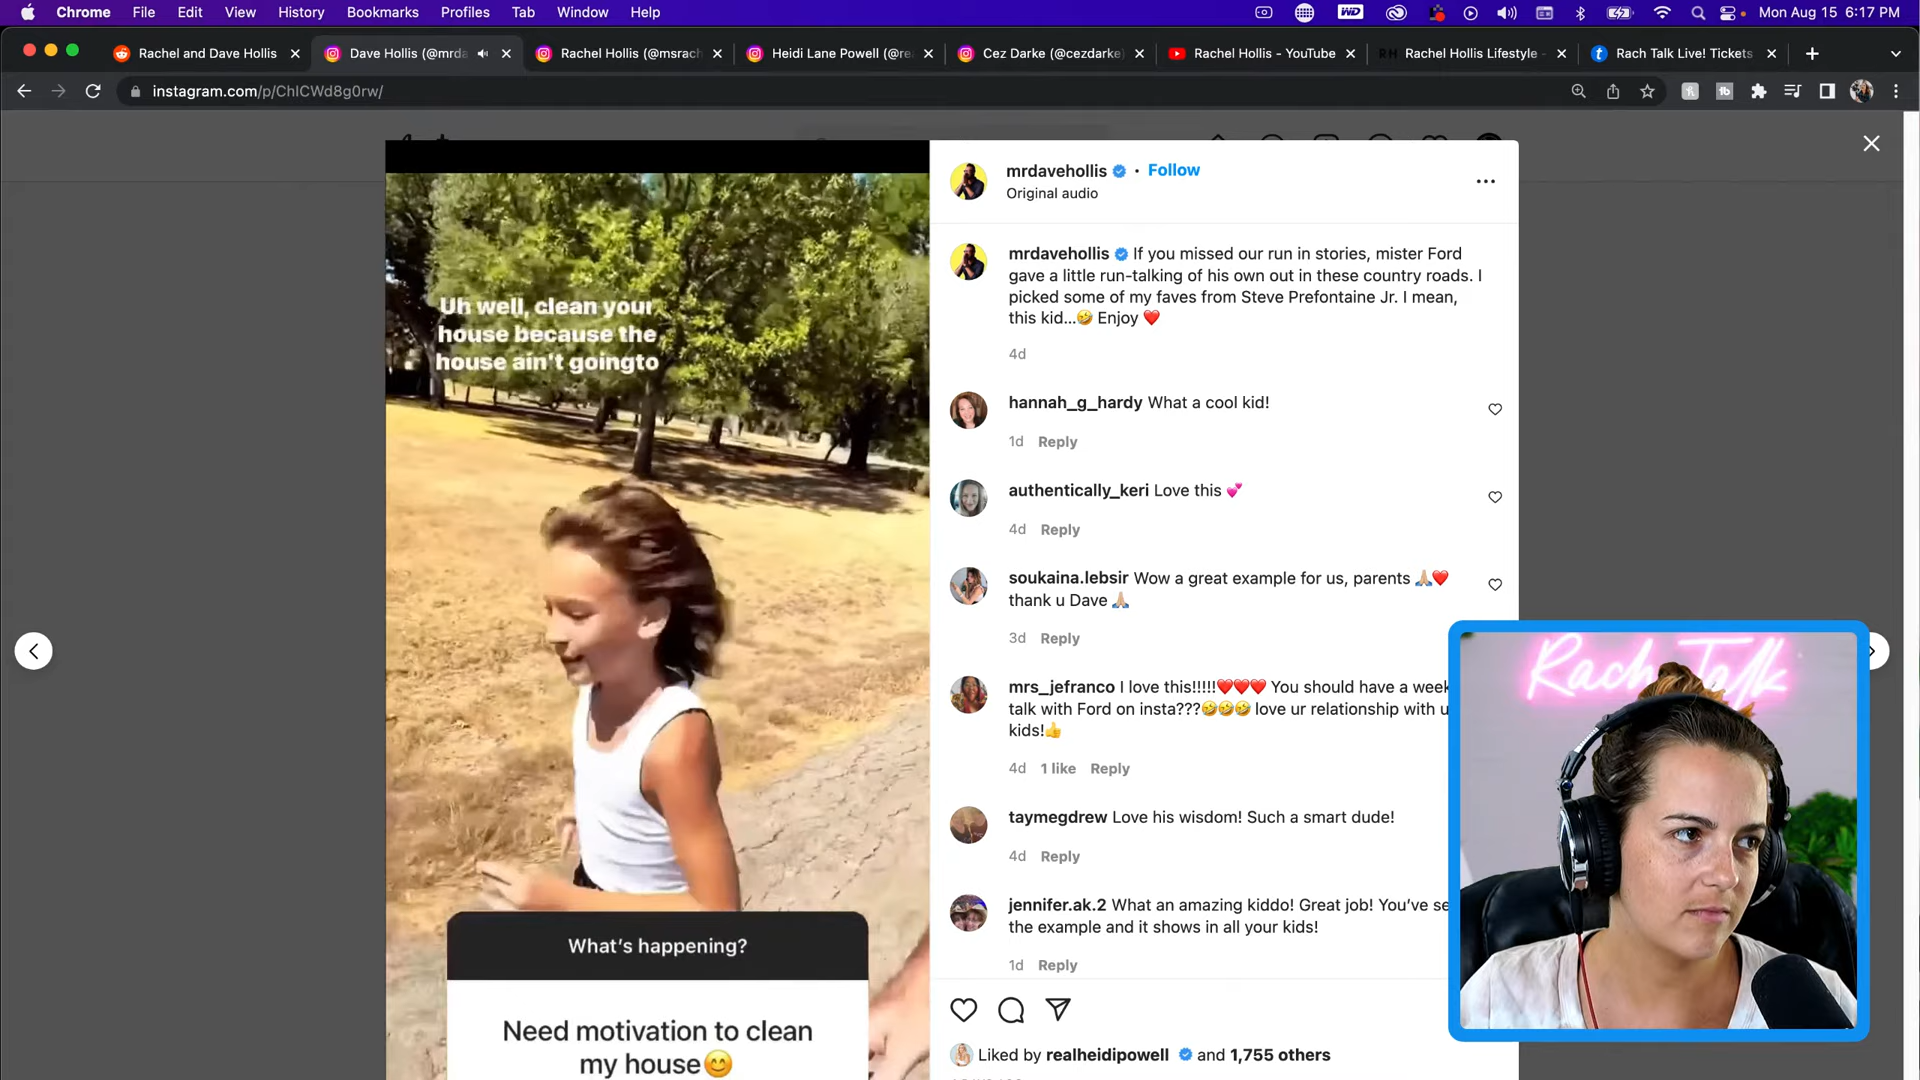 Chrome File Edit View History Bookmarks Profiles Tab Window Help
WD
Mon Aug 15 6:17 PM
Rachel and Dave Hollis
Dave Hollis (@mrda
Rachel Hollis (@msrach
Heidi Lane Powell (@rea
Cez Darke (@cezdarke)
Rachel Hollis - YouTube
RH Rachel Hollis Lifestyle -
Rach Talk Live! Tickets
instagram.com/p/ChICWd8g0rw/
Uh well, clean your
house because the
house ain't goingto
What's happening?
Need motivation to clean
my house😊
mrdavehollis • Follow
Original audio
mrdavehollis If you missed our run in stories, mister Ford
gave a little run-talking of his own out in these country roads. I
picked some of my faves from Steve Prefontaine Jr. I mean,
this kid...🤣 Enjoy ❤️
4d
hannah_g_hardy What a cool kid!
1d Reply
authentically_keri Love this 💕
4d Reply
soukaina.lebsir Wow a great example for us, parents 🙏🏼❤️
thank u Dave 🙏🏼
3d Reply
mrs_jefranco I love this!!!!!❤️❤️❤️ You should have a week
talk with Ford on insta???🤣🤣🤣 love ur relationship with u
kids!👍
4d 1 like Reply
taymegdrew Love his wisdom! Such a smart dude!
4d Reply
jennifer.ak.2 What an amazing kiddo! Great job! You've se
the example and it shows in all your kids!
1d Reply
Liked by realheidipowell and 1,755 others
Rach Talk